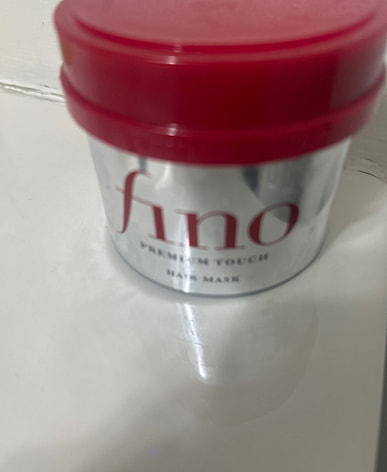 fino
PREMIUM TOUCH
HAIR MASK